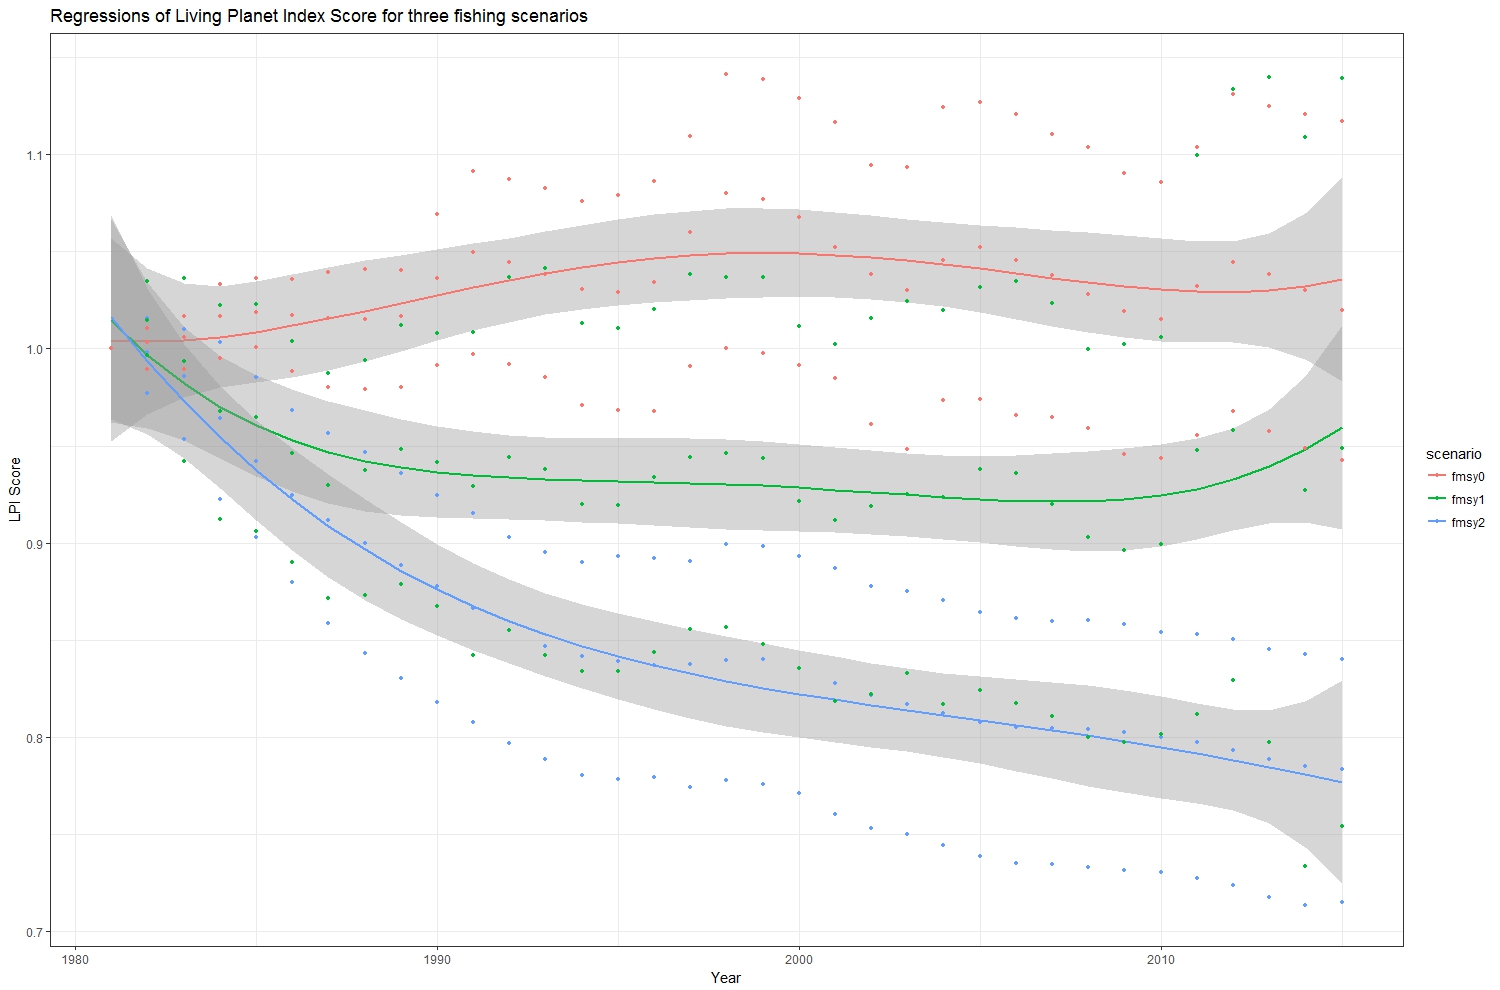 Regressions of Living Planet Index Score for three fishing scenarios
LPI Score
1.1
1.0
0.9
0.8
0.7
1980
1990
2000
2010
Year
scenario
fmsy0
fmsy1
fmsy2